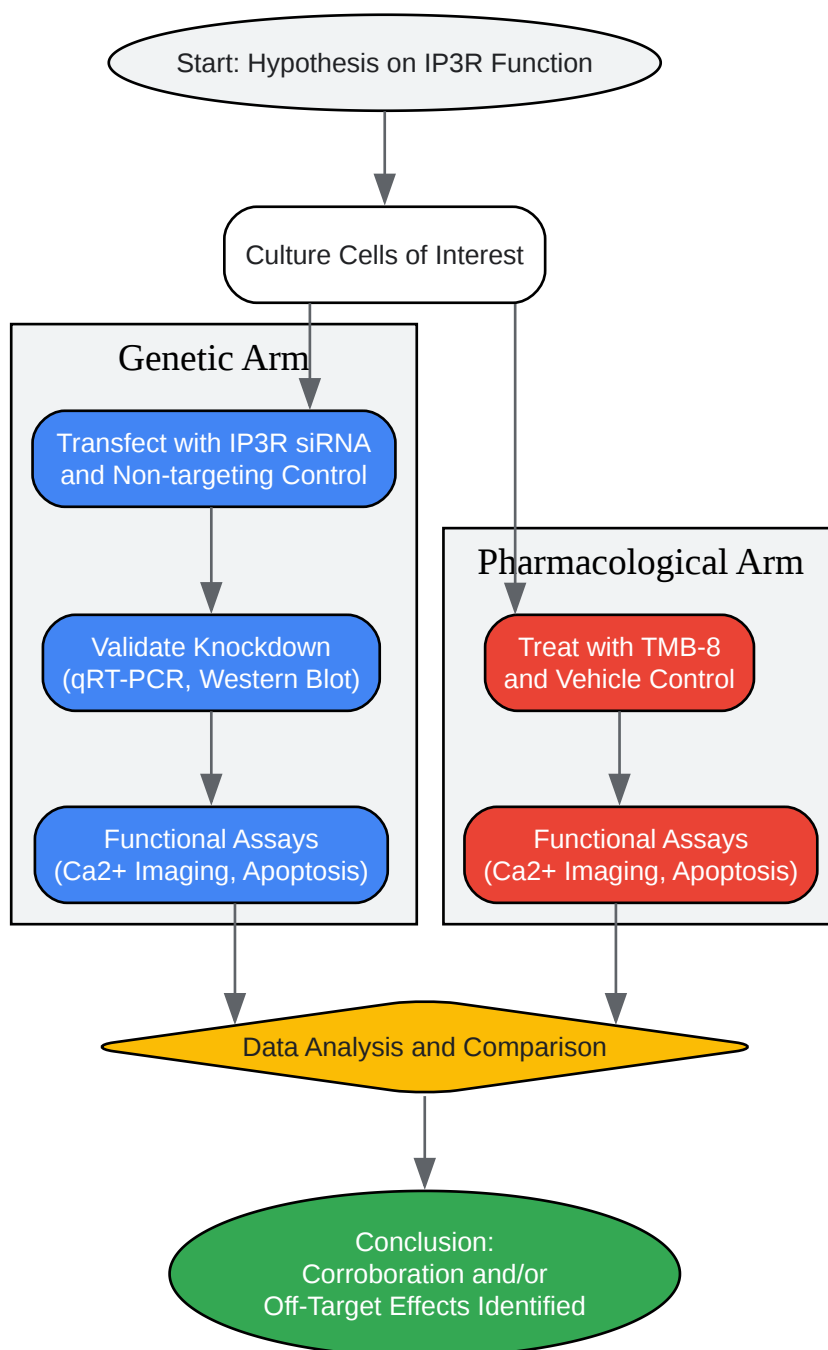 Start: Hypothesis on IP3R Function
Culture Cells of Interest
Genetic Arm
Transfect with IP3R siRNA
and Non-targeting Control
Validate Knockdown
(qRT-PCR, Western Blot)
Functional Assays
(Ca2+ Imaging, Apoptosis)
Pharmacological Arm
Treat with TMB-8
and Vehicle Control
Functional Assays
(Ca2+ Imaging, Apoptosis)
Data Analysis and Comparison
Conclusion:
Corroboration and/or
Off-Target Effects Identified